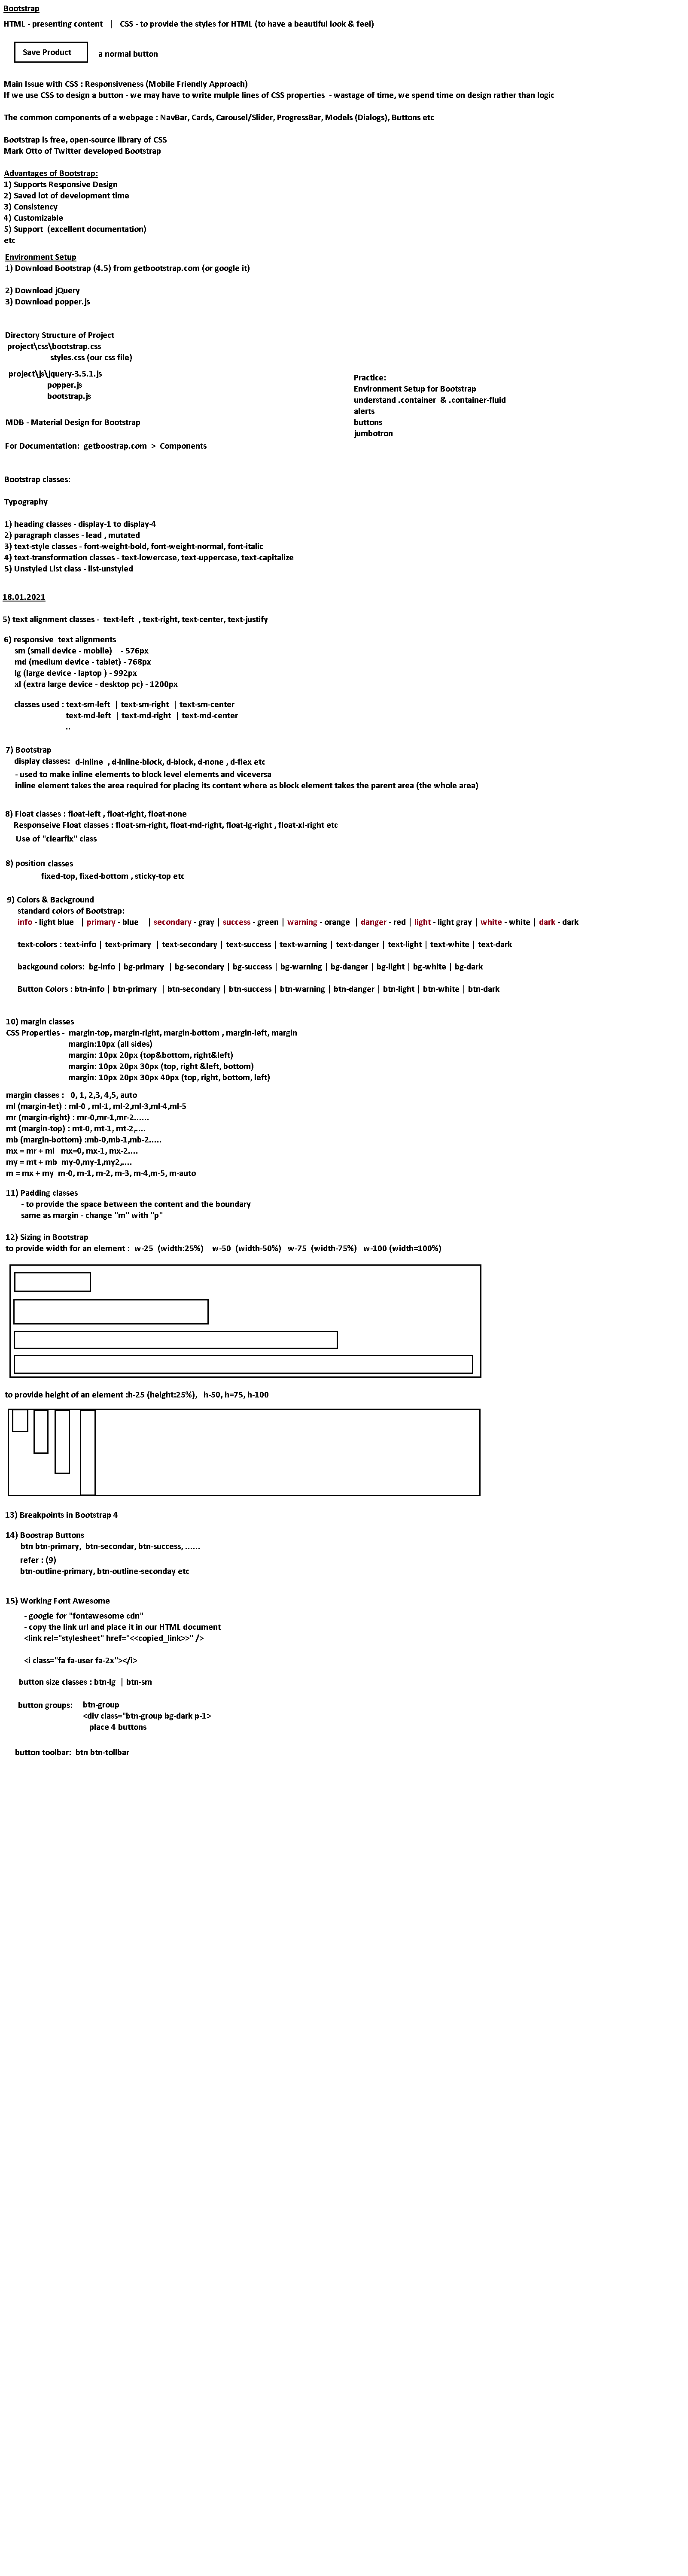 Bootstrap
HTML - presenting content | CSS - to provide the styles for HTML (to have a beautiful look & feel)
Save Product
a normal button
Main Issue with CSS : Responsiveness (Mobile Friendly Approach)
If we use CSS to design a button - we may have to write mulple lines of CSS properties - wastage of time, we spend time on design rather than logic
The common components of a webpage : NavBar, Cards, Carousel/Slider, ProgressBar, Models (Dialogs), Buttons etc
Bootstrap is free, open-source library of CSS
Mark Otto of Twitter developed Bootstrap
Advantages of Bootstrap:
1) Supports Responsive Design
2) Saved lot of development time
3) Consistency
4) Customizable
5) Support (excellent documentation)
etc
Environment Setup
1) Download Bootstrap (4.5) from getbootstrap.com (or google it)
2) Download jQuery
3) Download popper.js
Directory Structure of Project
project\css\bootstrap.css
styles.css (our css file)
project\js\jquery-3.5.1.js
popper.js
bootstrap.js
MDB - Material Design for Bootstrap
For Documentation: getboostrap.com > Components
Practice:
Environment Setup for Bootstrap
understand .container & .container-fluid
alerts
buttons
jumbotron
Bootstrap classes:
Typography
1) heading classes - display-1 to display-4
2) paragraph classes - lead , mutated
3) text-style classes - font-weight-bold, font-weight-normal, font-italic
4) text-transformation classes - text-lowercase, text-uppercase, text-capitalize
5) Unstyled List class - list-unstyled
18.01.2021
5) text alignment classes - text-left , text-right, text-center, text-justify
6) responsive text alignments
sm (small device - mobile) - 576px
md (medium device - tablet) - 768px
lg (large device - laptop ) - 992px
xl (extra large device - desktop pc) - 1200px
classes used : text-sm-left | text-sm-right | text-sm-center
text-md-left | text-md-right | text-md-center
..
7) Bootstrap
display classes: d-inline , d-inline-block, d-block, d-none , d-flex etc
- used to make inline elements to block level elements and viceversa
inline element takes the area required for placing its content where as block element takes the parent area (the whole area)
8) Float classes : float-left , float-right, float-none
Responseive Float classes : float-sm-right, float-md-right, float-lg-right , float-xl-right etc
Use of "clearfix" class
8) position classes
fixed-top, fixed-bottom , sticky-top etc
9) Colors & Background
standard colors of Bootstrap:
info - light blue | primary - blue | secondary - gray | success - green | warning - orange | danger - red | light - light gray | white - white | dark - dark
text-colors : text-info | text-primary | text-secondary | text-success | text-warning | text-danger | text-light | text-white | text-dark
backgound colors: bg-info | bg-primary | bg-secondary | bg-success | bg-warning | bg-danger | bg-light | bg-white | bg-dark
Button Colors : btn-info | btn-primary | btn-secondary | btn-success | btn-warning | btn-danger | btn-light | btn-white | btn-dark
10) margin classes
CSS Properties - margin-top, margin-right, margin-bottom , margin-left, margin
margin:10px (all sides)
margin: 10px 20px (top&bottom, right&left)
margin: 10px 20px 30px (top, right &left, bottom)
margin: 10px 20px 30px 40px (top, right, bottom, left)
margin classes : 0, 1, 2,3, 4,5, auto
ml (margin-let) : ml-0 , ml-1, ml-2,ml-3,ml-4,ml-5
mr (margin-right) : mr-0,mr-1,mr-2......
mt (margin-top) : mt-0, mt-1, mt-2,....
mb (margin-bottom) :mb-0,mb-1,mb-2.....
mx = mr + ml mx=0, mx-1, mx-2....
my = mt + mb my-0,my-1,my2,....
m = mx + my m-0, m-1, m-2, m-3, m-4,m-5, m-auto
11) Padding classes
- to provide the space between the content and the boundary
same as margin - change "m" with "p"
12) Sizing in Bootstrap
to provide width for an element : w-25 (width:25%) w-50 (width-50%) w-75 (width-75%) w-100 (width=100%)
to provide height of an element :h-25 (height:25%), h-50, h=75, h-100
13) Breakpoints in Bootstrap 4
14) Boostrap Buttons
btn btn-primary, btn-secondar, btn-success, ......
refer : (9)
btn-outline-primary, btn-outline-seconday etc
15) Working Font Awesome
- google for "fontawesome cdn"
- copy the link url and place it in our HTML document
<link rel="stylesheet" href="<<copied_link>>" />
<i class="fa fa-user fa-2x"></i>
button size classes : btn-lg | btn-sm
button groups: btn-group
<div class="btn-group bg-dark p-1>
place 4 buttons
button toolbar: btn btn-tollbar